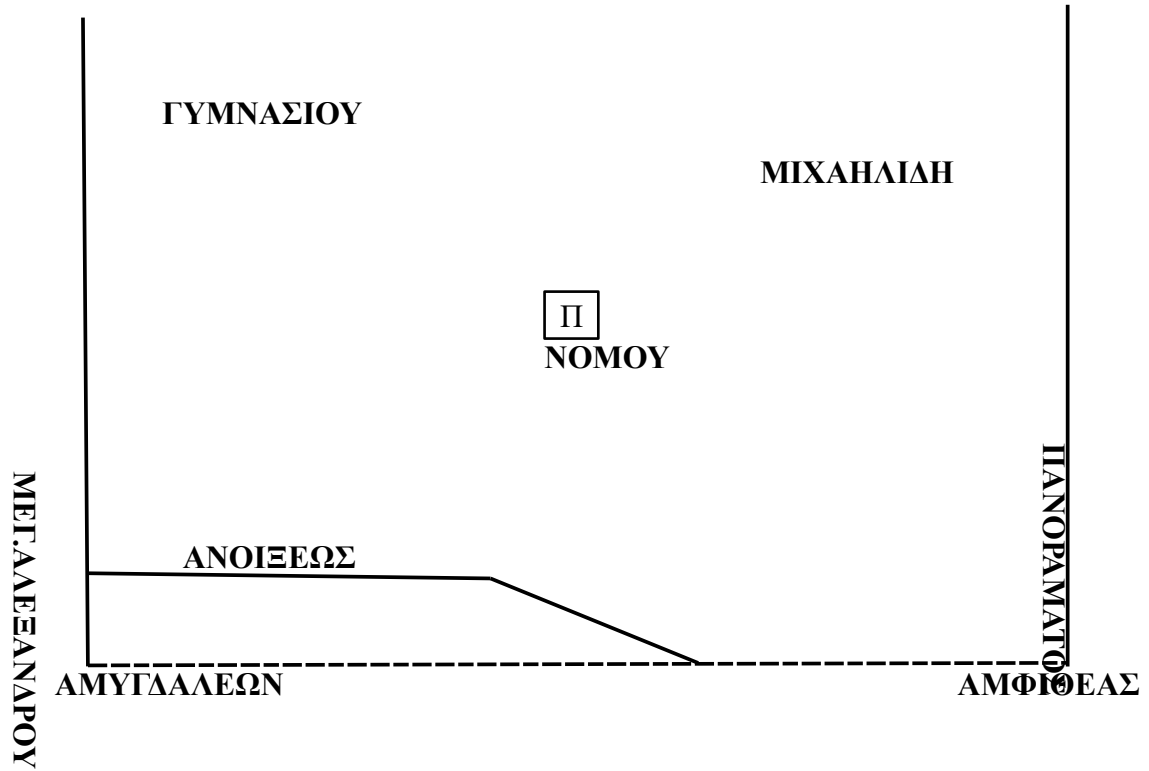 ΓΥΜΝΑΣΙΟΥ
ΜΙΧΑΗΛΙΔΗ
Π
ΝΟΜΟΥ
ΠΑΝΟΡΑΜΑΤΟΣ
ΜΕΓ.ΑΛΕΞΑΝΔΡΟΥ
ΑΝΟΙΞΕΩΣ
ΑΜΥΓΔΑΛΕΩΝ
ΑΜΦΙΘΕΑΣ